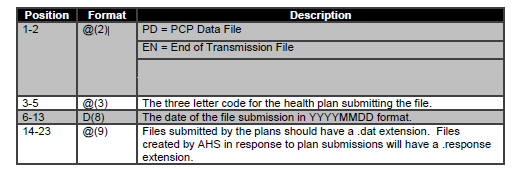 Position Format Description
1-2 @(2)| PD = PCP Data File
EN = End of Transmission File
3-5 @(3) The three letter code for the health plan submitting the file.
6-13 D(8) The date of the file submission in YYYYMMDD format.
14-23 @(9) Files submitted by the plans should have a .dat extension. Files
created by AHS in response to plan submissions will have a .response
extension.